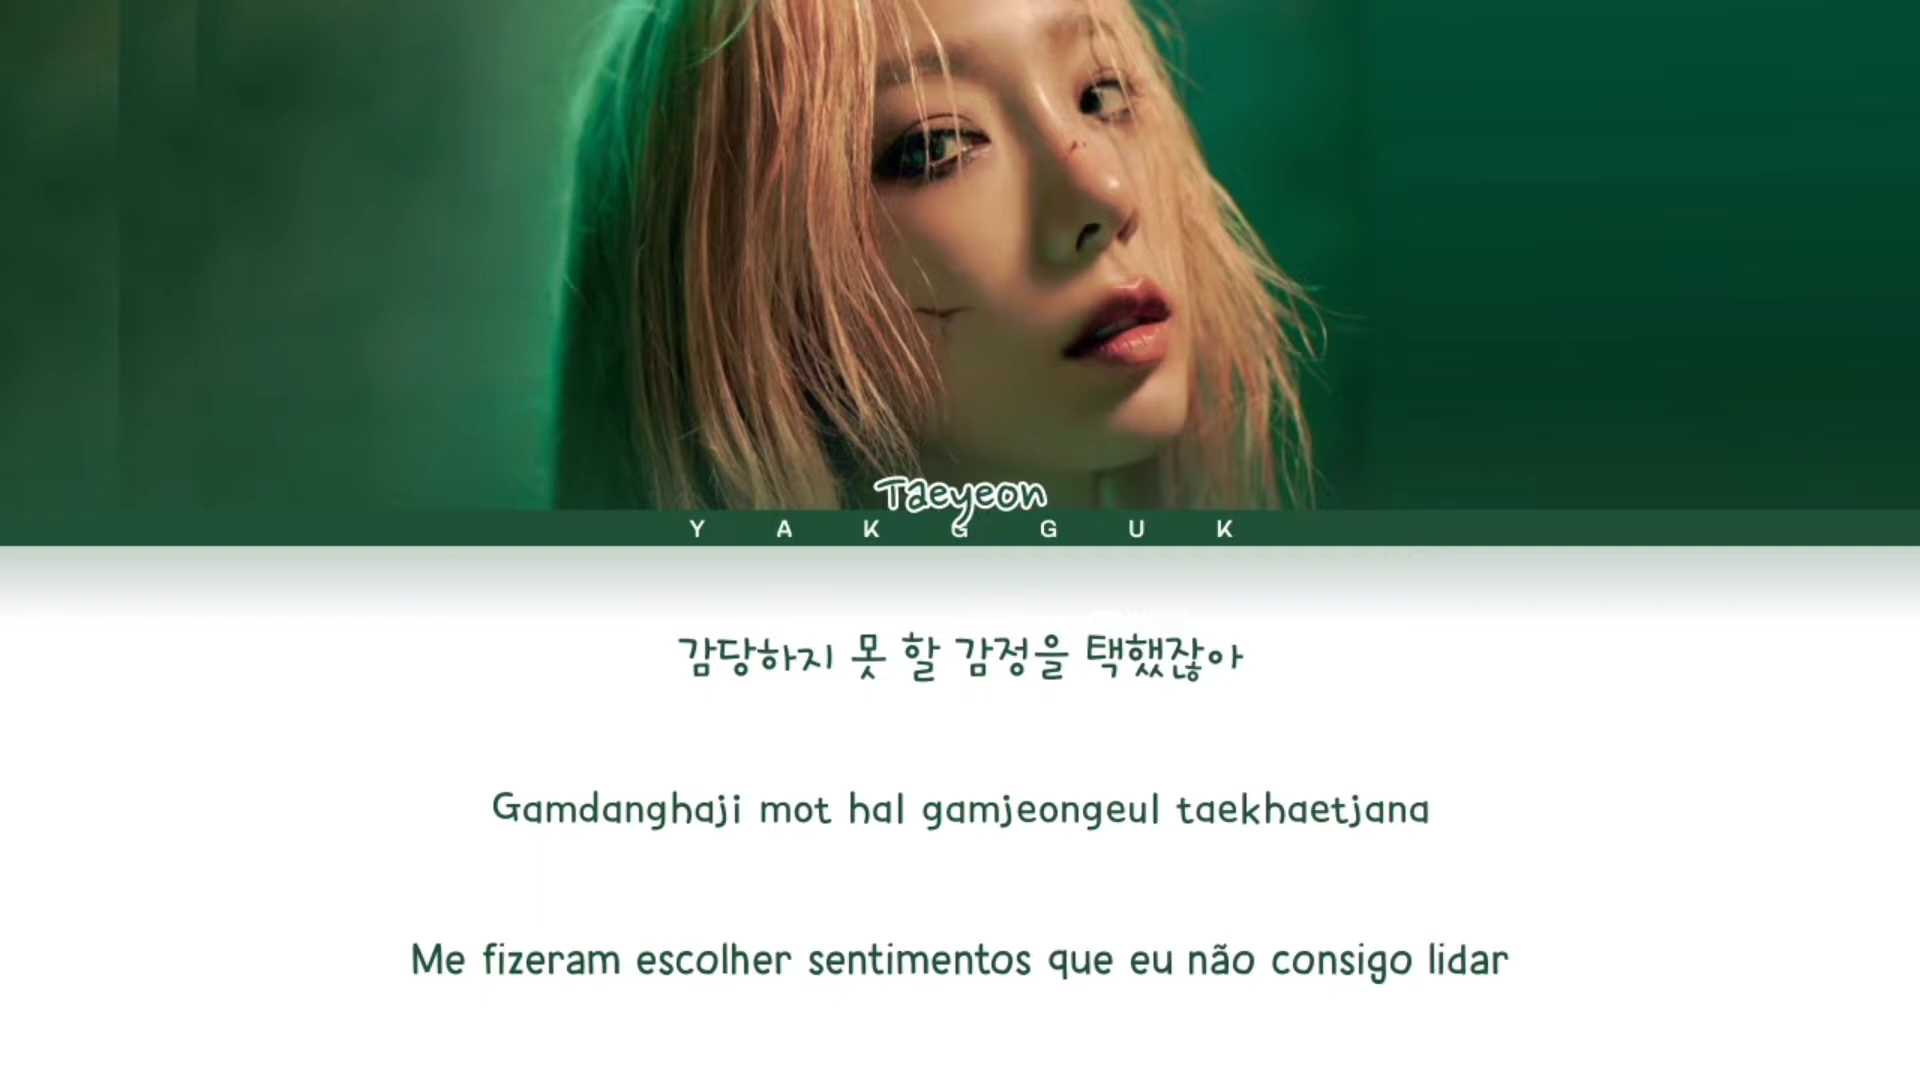 Taeyeon
YAKGGUK
감당하지 못 할 감정을 택했잖아
Gamdanghaji mot hal gamjeongeul taekhaetjana
Me fizeram escolher sentimentos que eu não consigo lidar